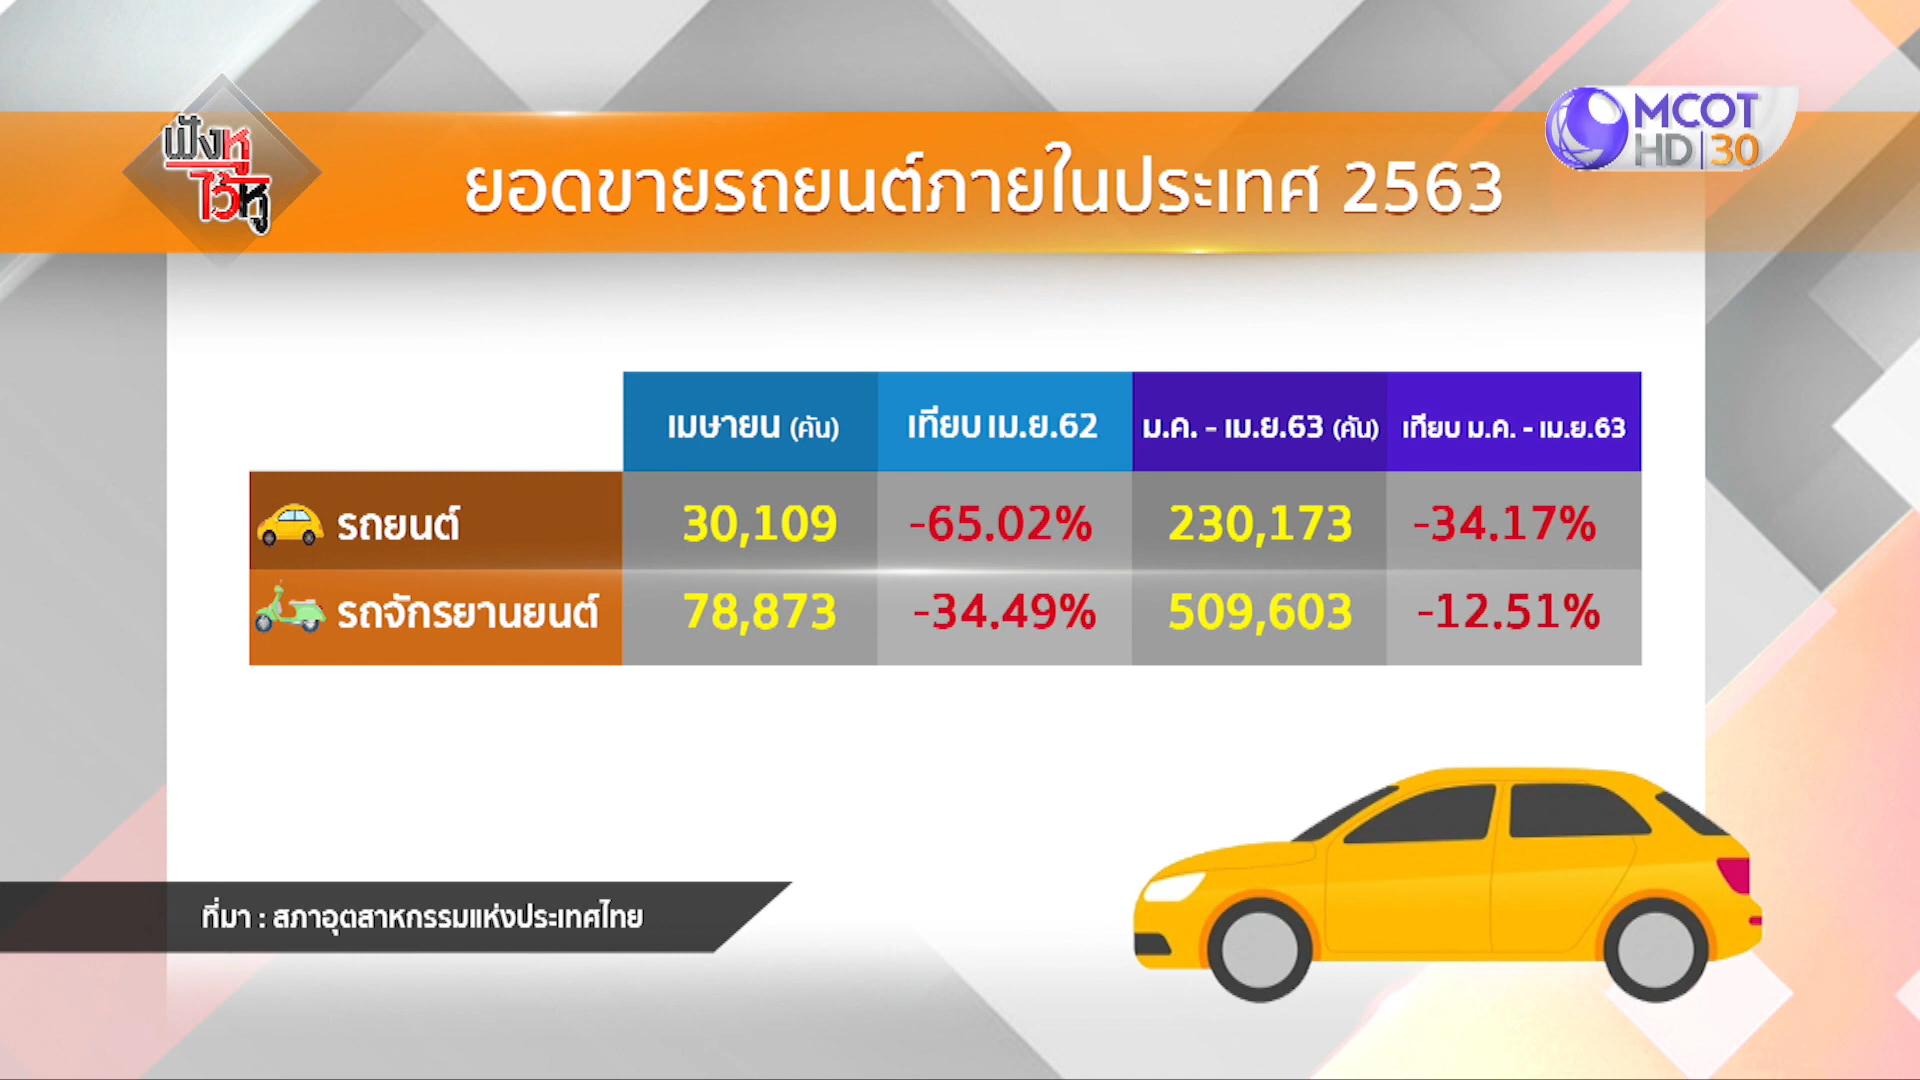 ฟังหู
ไว้หู
MCOT
HD 30
ยอดขายรถยนต์ภายในประเทศ 2563
เมษายน (คัน) เทียบ เม.ย.62 ม.ค. - เม.ย.63 (คัน) เทียบ ม.ค. - เม.ย.63
รถยนต์ 30,109 -65.02% 230,173 -34.17%
รถจักรยานยนต์ 78,873 -34.49% 509,603 -12.51%
ที่มา : สภาอุตสาหกรรมแห่งประเทศไทย